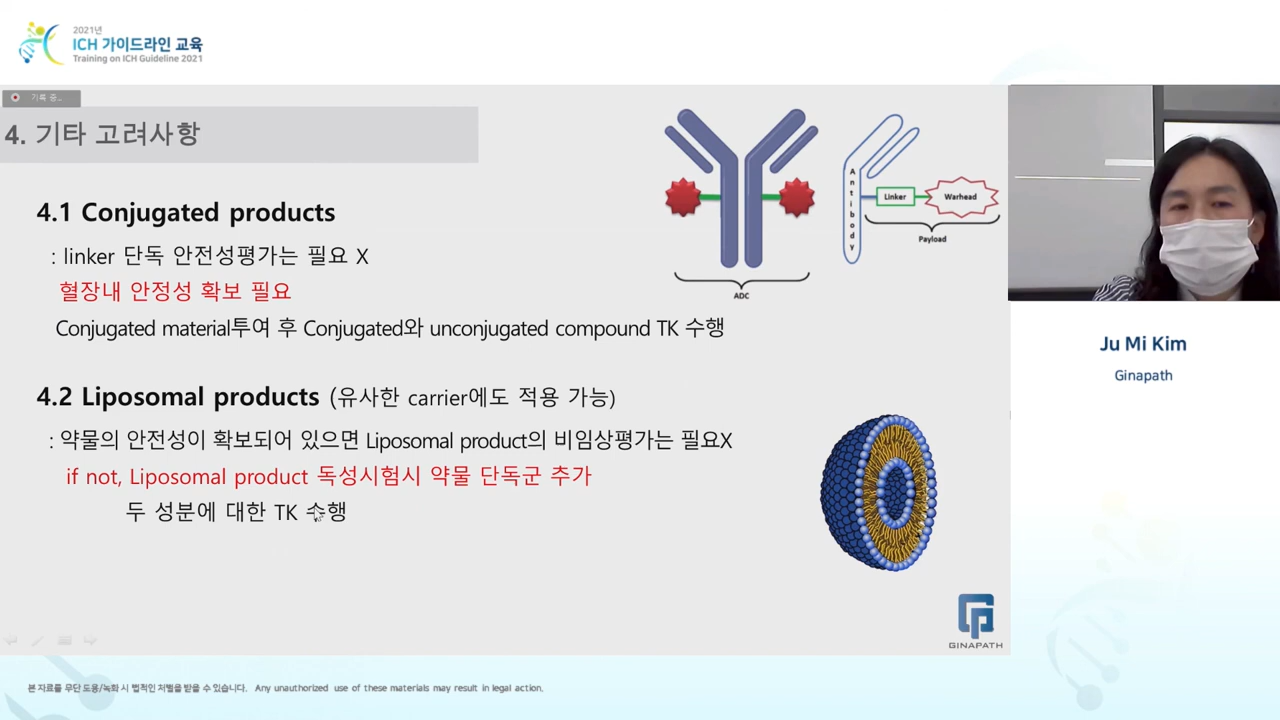 2021년
ICH 가이드라인 교육
Training on ICH Guideline 2021
기록 중...
4. 기타 고려사항
4.1 Conjugated products
: linker 단독 안전성평가는 필요 X
혈장내 안정성 확보 필요
Conjugated material투여 후 Conjugated와 unconjugated compound TK 수행
4.2 Liposomal products (유사한 carrier에도 적용 가능)
: 약물의 안전성이 확보되어 있으면 Liposomal product의 비임상평가는 필요X
if not, Liposomal product 독성시험시 약물 단독군 추가
두 성분에 대한 TK 수행
ADC
Antibody
Linker
Warhead
Payload
GINAPATH
Ju Mi Kim
Ginapath
본 자료를 무단 도용/녹화 시 법적인 처벌을 받을 수 있습니다. Any unauthorized use of these materials may result in legal action.